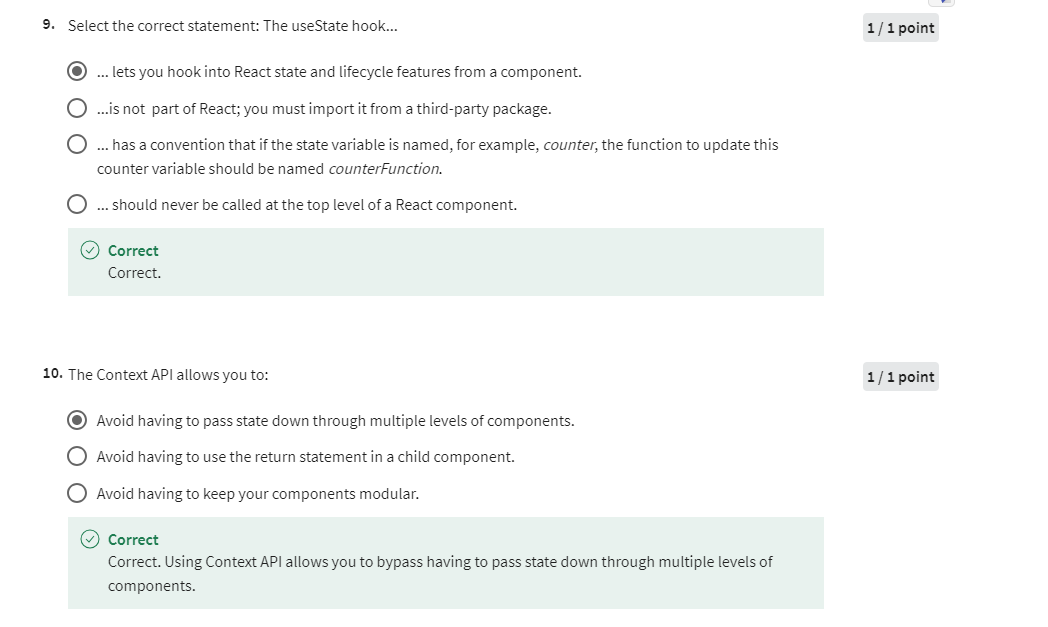 9. Select the correct statement: The useState hook...
1 / 1 point
... lets you hook into React state and lifecycle features from a component.
...is not part of React; you must import it from a third-party package.
... has a convention that if the state variable is named, for example, counter, the function to update this
counter variable should be named counterFunction.
... should never be called at the top level of a React component.
Correct
Correct.
10. The Context API allows you to:
1 / 1 point
Avoid having to pass state down through multiple levels of components.
Avoid having to use the return statement in a child component.
Avoid having to keep your components modular.
Correct
Correct. Using Context API allows you to bypass having to pass state down through multiple levels of
components.